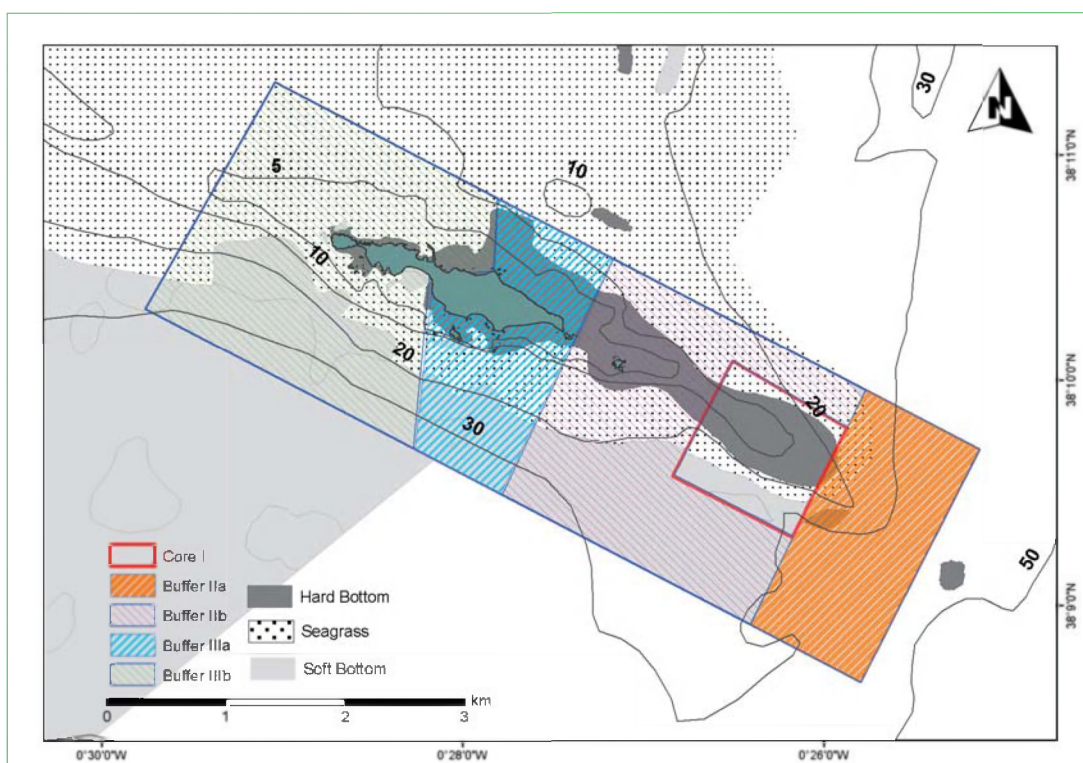 30
N
10
5
38°11'0"N
10
20
30
20
38°10'0"N
50
38°9'0"N
Core I
Buffer IIa
Buffer IIb
Buffer IIIa
Buffer IIIb
Hard Bottom
Seagrass
Soft Bottom
km
0 1 2 3
0°30'0"W 0°28'0"W 0°26'0"W